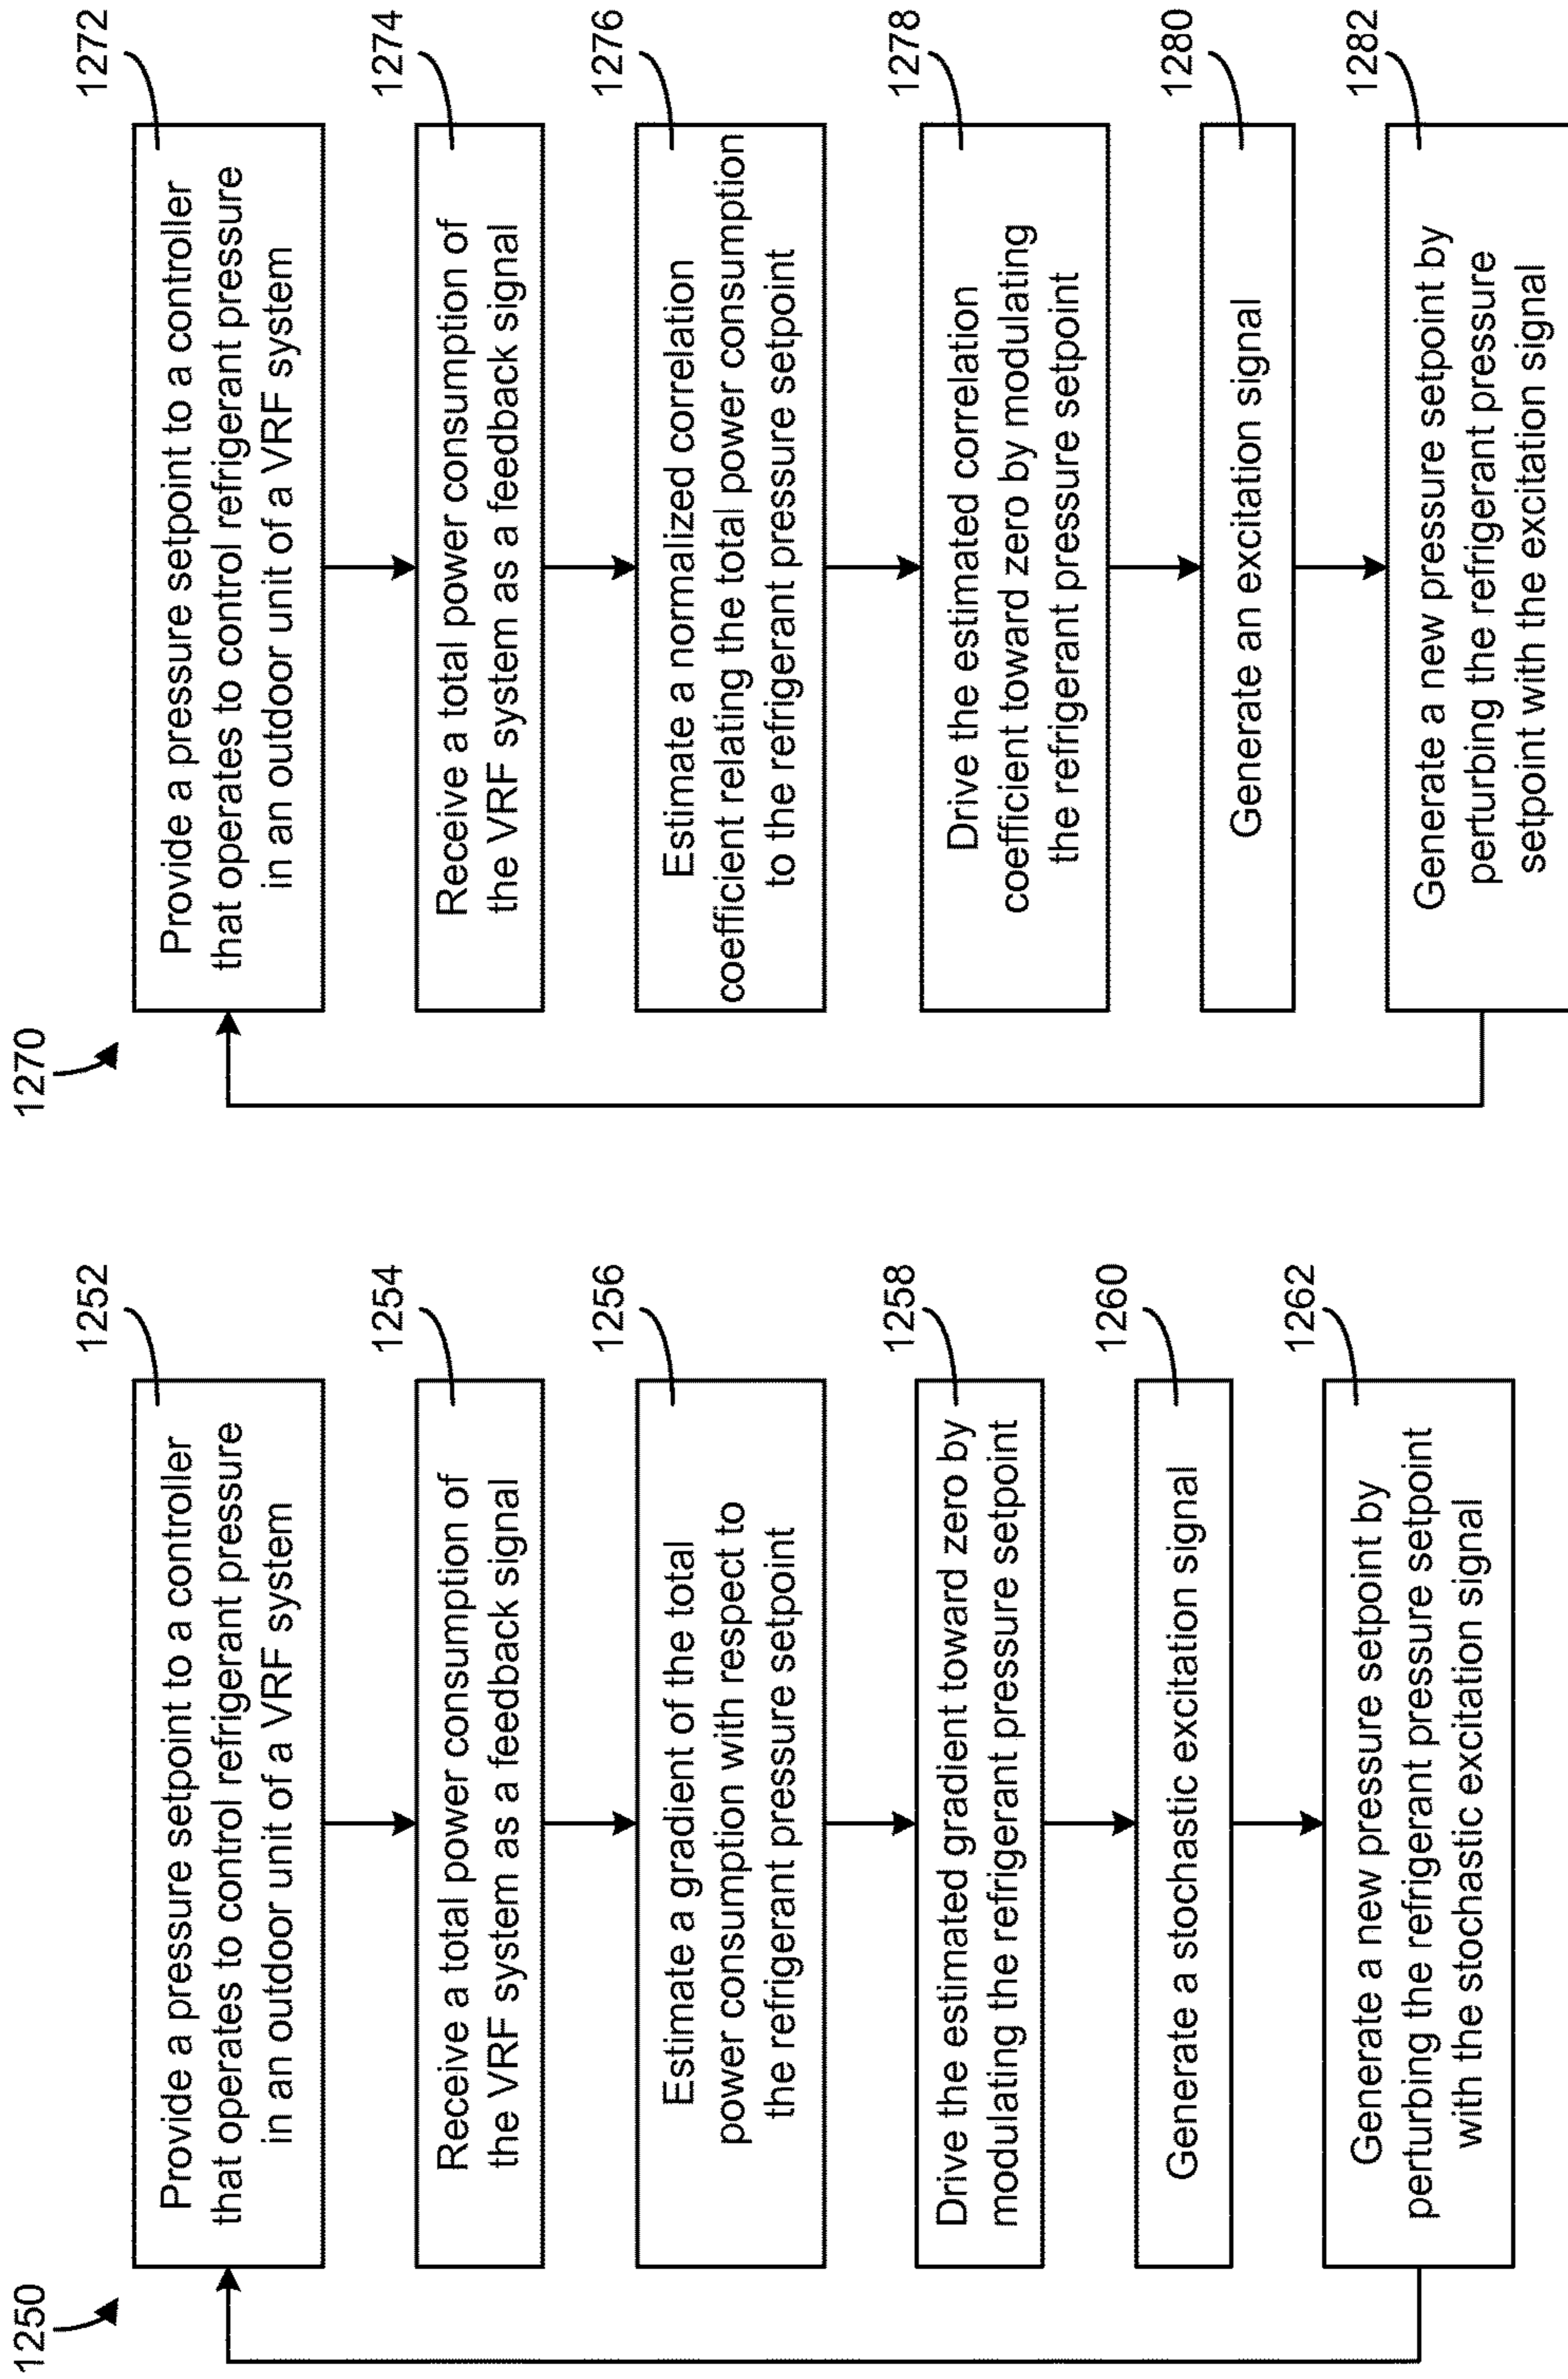 1250
Provide a pressure setpoint to a controller
that operates to control refrigerant pressure
in an outdoor unit of a VRF system
1252
Receive a total power consumption of
the VRF system as a feedback signal
1254
Estimate a gradient of the total
power consumption with respect to
the refrigerant pressure setpoint
1256
Drive the estimated gradient toward zero by
modulating the refrigerant pressure setpoint
1258
Generate a stochastic excitation signal
1260
Generate a new pressure setpoint by
perturbing the refrigerant pressure setpoint
with the stochastic excitation signal
1262
1270
Provide a pressure setpoint to a controller
that operates to control refrigerant pressure
in an outdoor unit of a VRF system
1272
Receive a total power consumption of
the VRF system as a feedback signal
1274
Estimate a normalized correlation
coefficient relating the total power consumption
to the refrigerant pressure setpoint
1276
Drive the estimated correlation
coefficient toward zero by modulating
the refrigerant pressure setpoint
1278
Generate an excitation signal
1280
Generate a new pressure setpoint by
perturbing the refrigerant pressure
setpoint with the excitation signal
1282